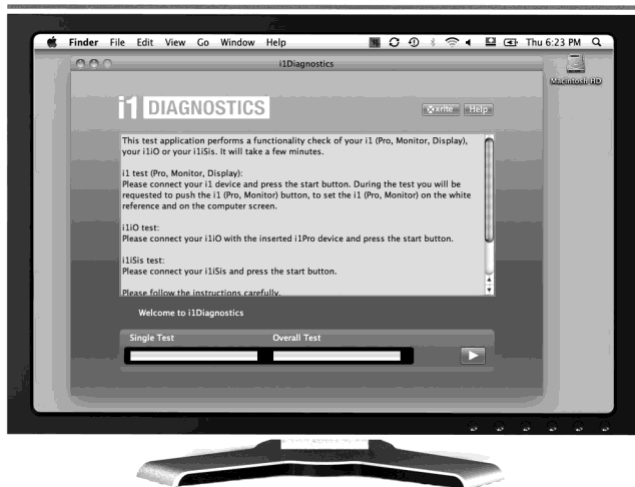 Finder File Edit View Go Window Help Thu 6:23 PM
i1Diagnostics
Macintosh HD
i1 DIAGNOSTICS
x·rite Help
This test application performs a functionality check of your i1 (Pro, Monitor, Display),
your i1iO or your i1iSis. It will take a few minutes.
i1 test (Pro, Monitor, Display):
Please connect your i1 device and press the start button. During the test you will be
requested to push the i1 (Pro, Monitor) button, to set the i1 (Pro, Monitor) on the white
reference and on the computer screen.
i1iO test:
Please connect your i1iO with the inserted i1Pro device and press the start button.
i1iSis test:
Please connect your i1iSis and press the start button.
Please follow the instructions carefully.
Welcome to i1Diagnostics
Single Test Overall Test